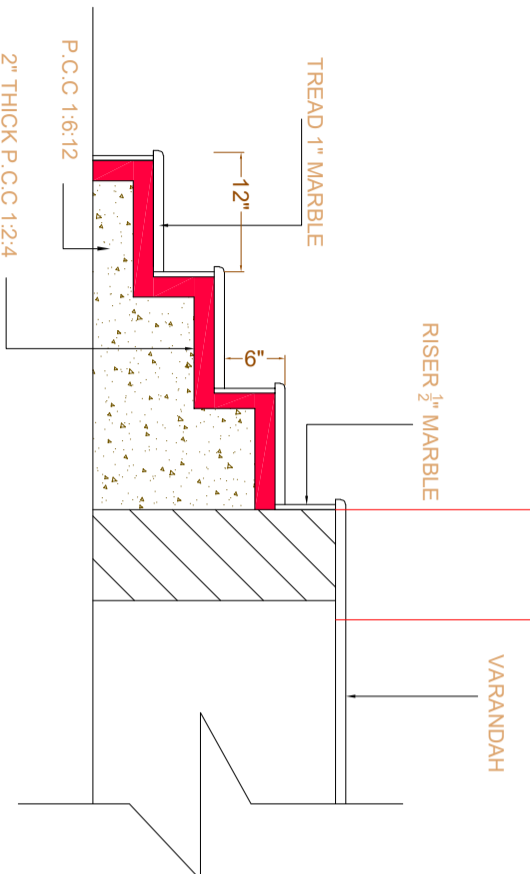 TREAD 1" MARBLE
12"
RISER 1/2" MARBLE
6"
VARANDAH
P.C.C 1:6:12
2" THICK P.C.C 1:2:4